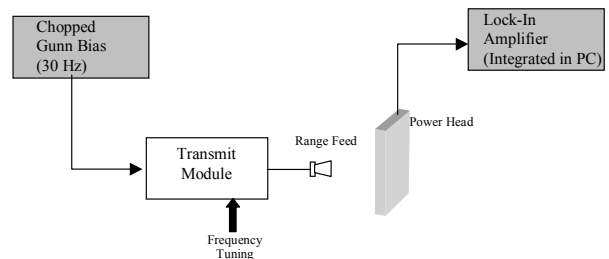 Chopped
Gunn Bias
(30 Hz)
Lock-In
Amplifier
(Integrated in PC)
Power Head
Range Feed
Transmit
Module
Frequency
Tuning